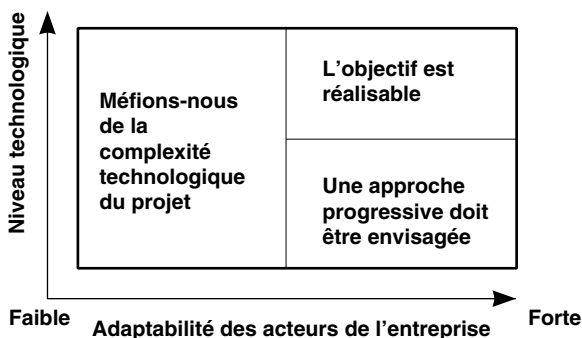 Niveau technologique
Méfions-nous
de la
complexité
technologique
du projet
L’objectif est
réalisable
Une approche
progressive doit
être envisagée
Faible
Adaptabilité des acteurs de l’entreprise
Forte